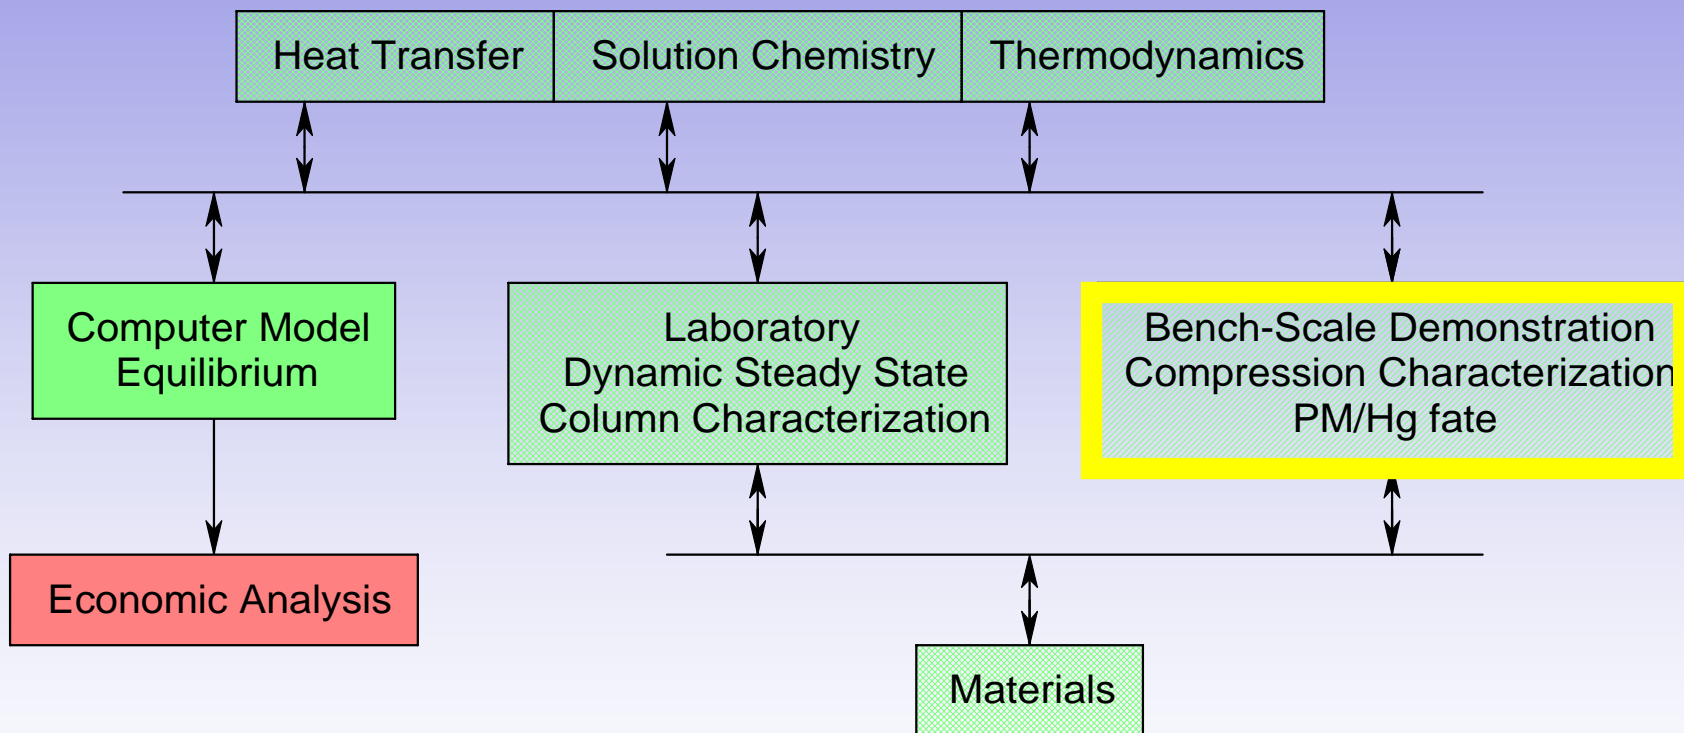 Heat Transfer
Solution Chemistry
Thermodynamics
Computer Model
Equilibrium
Laboratory
Dynamic Steady State
Column Characterization
Bench-Scale Demonstration
Compression Characterization
PM/Hg fate
Economic Analysis
Materials